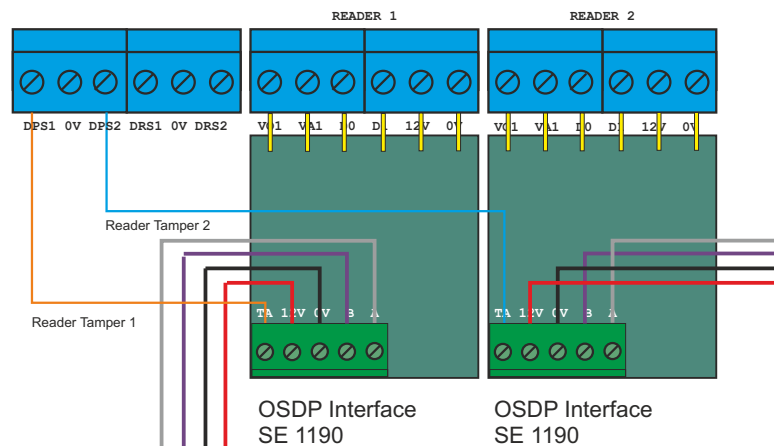 READER 1
READER 2
DPS1 0V DPS2 DRS1 0V DRS2
VO1 VA1 D0 D1 12V 0V
VO1 VA1 D0 D1 12V 0V
Reader Tamper 2
TA 12V 0V B A
TA 12V 0V B A
Reader Tamper 1
OSDP Interface
SE 1190
OSDP Interface
SE 1190